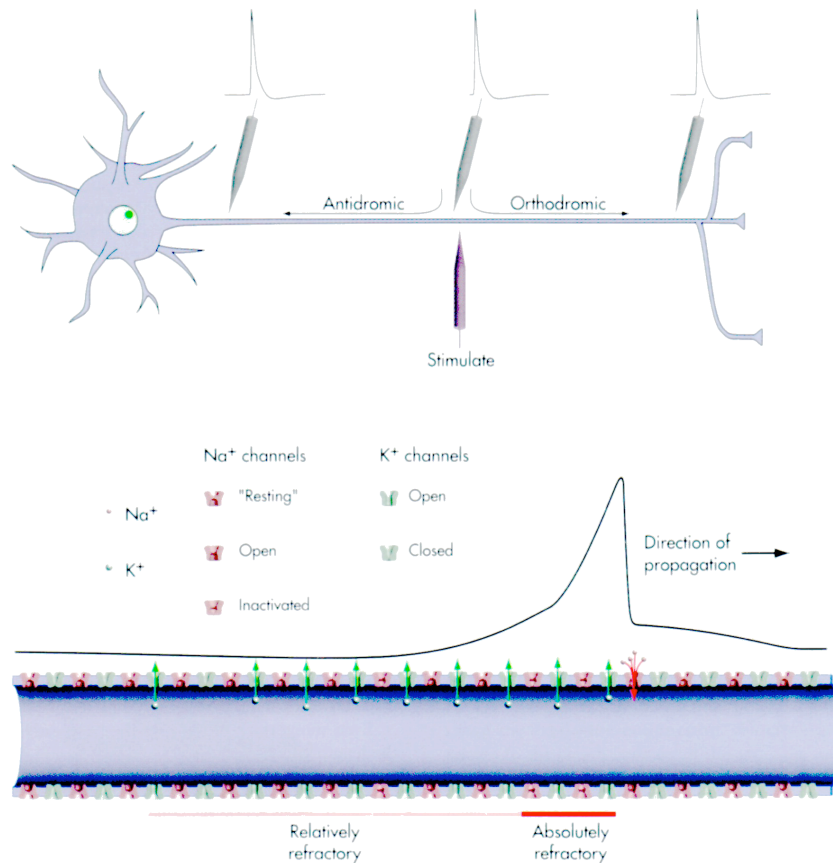 Antidromic
Orthodromic
Stimulate
Na⁺ channels
K⁺ channels
"Resting"
Open
Na⁺
Open
Closed
K⁺
Inactivated
Direction of
propagation
Relatively
refractory
Absolutely
refractory